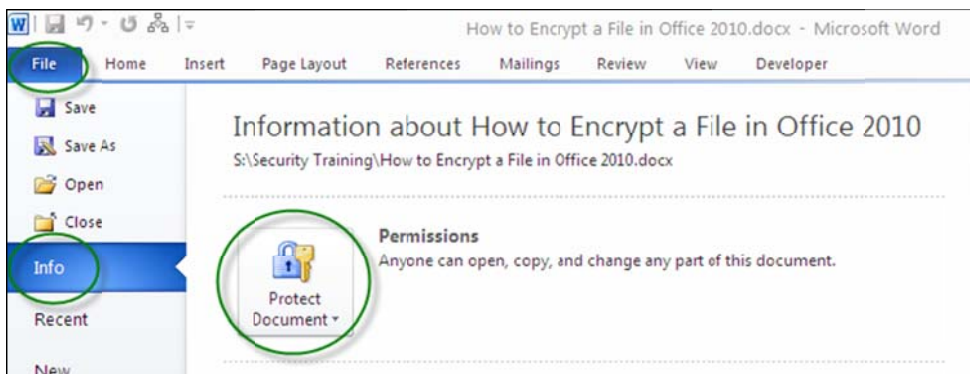 How to Encrypt a File in Office 2010.docx - Microsoft Word
File Home Insert Page Layout References Mailings Review View Developer
Save
Save As
Open
Close
Info
Recent
New
Information about How to Encrypt a File in Office 2010
S:\Security Training\How to Encrypt a File in Office 2010.docx
Protect
Document
Permissions
Anyone can open, copy, and change any part of this document.